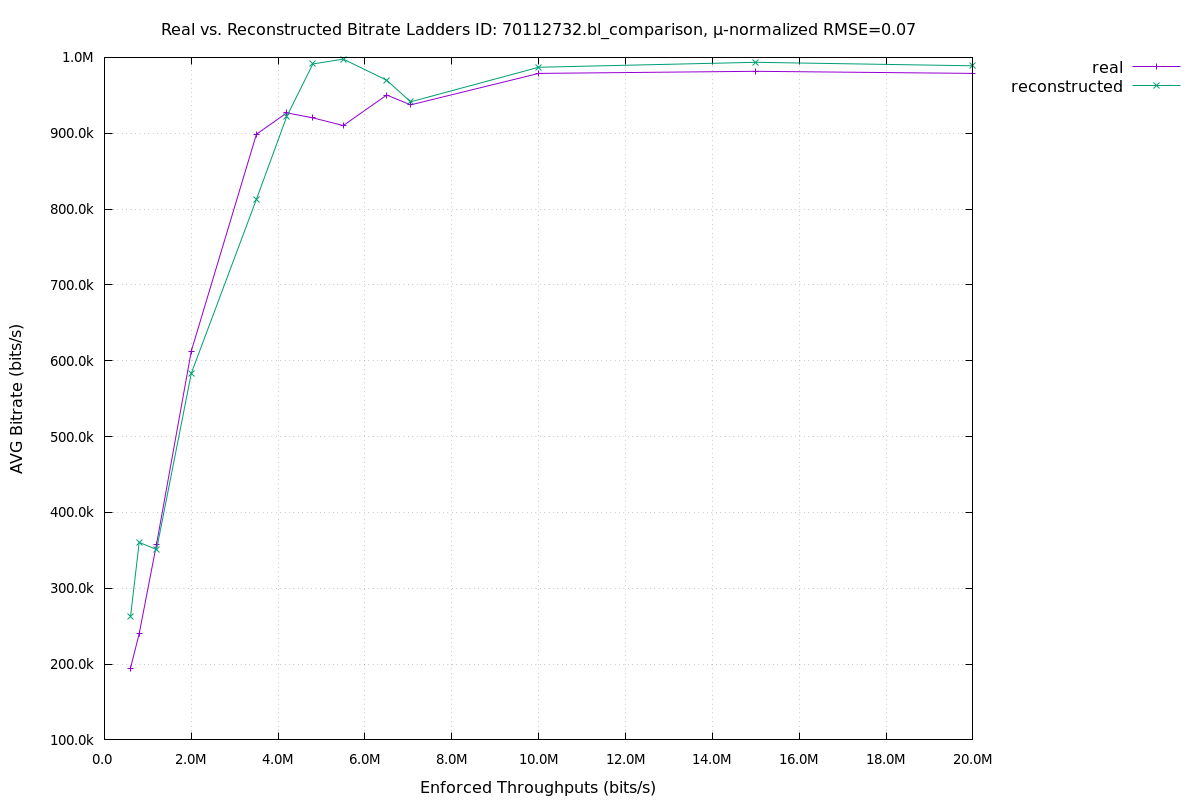 Real vs. Reconstructed Bitrate Ladders ID: 70112732.bl_comparison, μ-normalized RMSE=0.07
real
reconstructed
1.0M
900.0k
800.0k
700.0k
600.0k
500.0k
400.0k
300.0k
200.0k
100.0k
AVG Bitrate (bits/s)
0.0 2.0M 4.0M 6.0M 8.0M 10.0M 12.0M 14.0M 16.0M 18.0M 20.0M
Enforced Throughputs (bits/s)